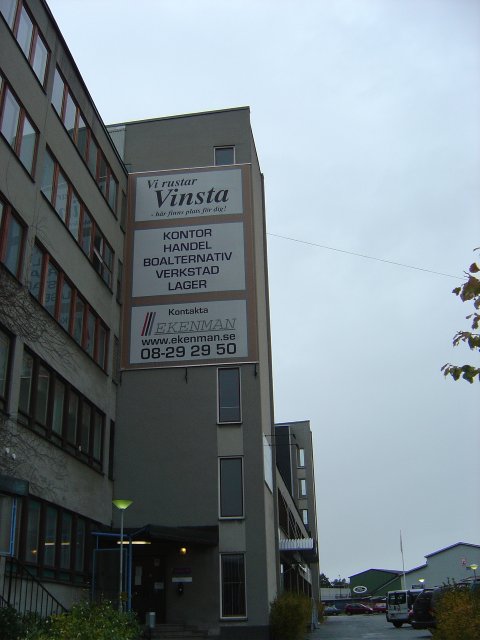 Vi rustar
Vinsta
- här finns plats för dig!
KONTOR
HANDEL
BOALTERNATIV
VERKSTAD
LAGER
Kontakta
EKENMAN
www.ekenman.se
08-29 29 50